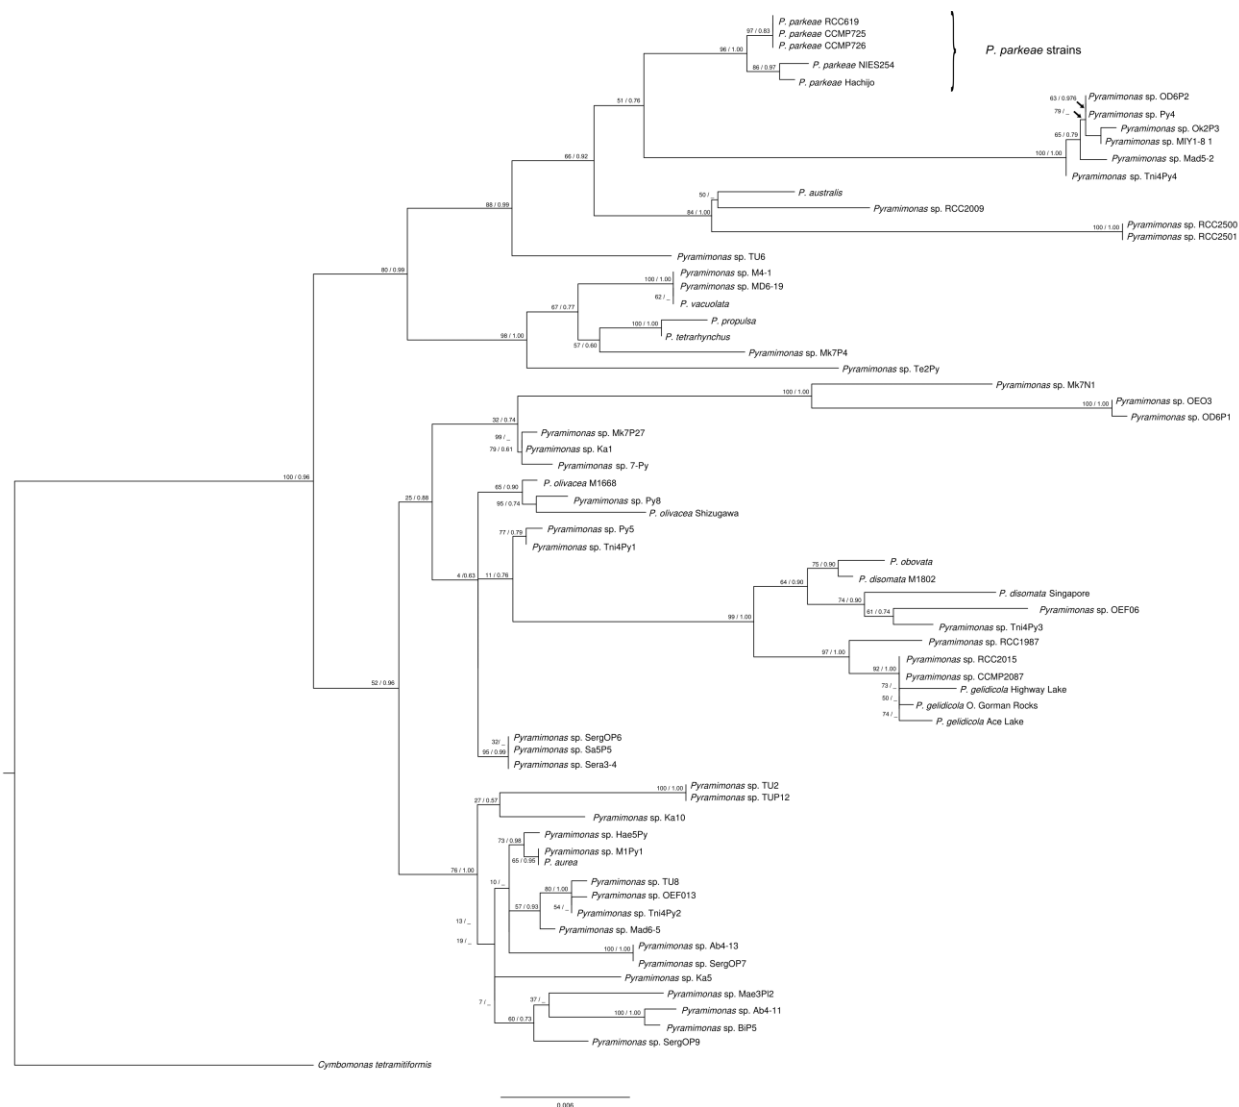 P. parkeae RCC619
97 / 0.83
P. parkeae CCMP725
P. parkeae CCMP726
96 / 1.00
P. parkeae strains
P. parkeae NIES254
86 / 0.97
P. parkeae Hachijo
51 / 0.76
63 / 0.976
Pyramimonas sp. OD6P2
79 / _
Pyramimonas sp. Py4
Pyramimonas sp. Ok2P3
65 / 0.79
Pyramimonas sp. MIY1-8 1
100 / 1.00
Pyramimonas sp. Mad5-2
Pyramimonas sp. Tni4Py4
66 / 0.92
P. australis
50 / _
Pyramimonas sp. RCC2009
84 / 1.00
100 / 1.00
Pyramimonas sp. RCC2500
Pyramimonas sp. RCC2501
88 / 0.99
Pyramimonas sp. TU6
80 / 0.99
Pyramimonas sp. M4-1
100 / 1.00
Pyramimonas sp. MD6-19
62 / _
P. vacuolata
67 / 0.77
P. propulsa
100 / 1.00
P. tetrarhynchus
98 / 1.00
57 / 0.60
Pyramimonas sp. Mk7P4
Pyramimonas sp. Te2Py
Pyramimonas sp. Mk7N1
100 / 1.00
Pyramimonas sp. OEO3
100 / 1.00
Pyramimonas sp. OD6P1
32 / 0.74
Pyramimonas sp. Mk7P27
98 / _
79 / 0.61
Pyramimonas sp. Ka1
Pyramimonas sp. 7-Py
100 / 0.96
P. olivacea M1668
65 / 0.90
Pyramimonas sp. Py8
95 / 0.74
P. olivacea Shizugawa
25 / 0.88
Pyramimonas sp. Py5
77 / 0.79
Pyramimonas sp. Tni4Py1
4 /0.63
11 / 0.76
P. obovata
75 / 0.90
P. disomata M1802
64 / 0.90
P. disomata Singapore
74 / 0.90
Pyramimonas sp. OEF06
61 / 0.74
Pyramimonas sp. Tni4Py3
99 / 1.00
Pyramimonas sp. RCC1987
97 / 1.00
Pyramimonas sp. RCC2015
92 / 1.00
Pyramimonas sp. CCMP2087
73 / _
P. gelidicola Highway Lake
50 / _
P. gelidicola O. Gorman Rocks
74 / _
P. gelidicola Ace Lake
52 / 0.96
Pyramimonas sp. SergOP6
32/ _
Pyramimonas sp. Sa5P5
95 / 0.99
Pyramimonas sp. Sera3-4
Pyramimonas sp. TU2
100 / 1.00
Pyramimonas sp. TUP12
27 / 0.57
Pyramimonas sp. Ka10
Pyramimonas sp. Hae5Py
73 / 0.98
Pyramimonas sp. M1Py1
65 / 0.95
P. aurea
76 / 1.00
10 / _
Pyramimonas sp. TU8
80 / 1.00
Pyramimonas sp. OEF013
57 / 0.93
54 / _
Pyramimonas sp. Tni4Py2
13 / _
Pyramimonas sp. Mad6-5
19 / _
Pyramimonas sp. Ab4-13
100 / 1.00
Pyramimonas sp. SergOP7
Pyramimonas sp. Ka5
7 / _
Pyramimonas sp. Mae3Pl2
37 / _
Pyramimonas sp. Ab4-11
100 / 1.00
60 / 0.73
Pyramimonas sp. BiP5
Pyramimonas sp. SergOP9
Cymbomonas tetramitiformis
0.006